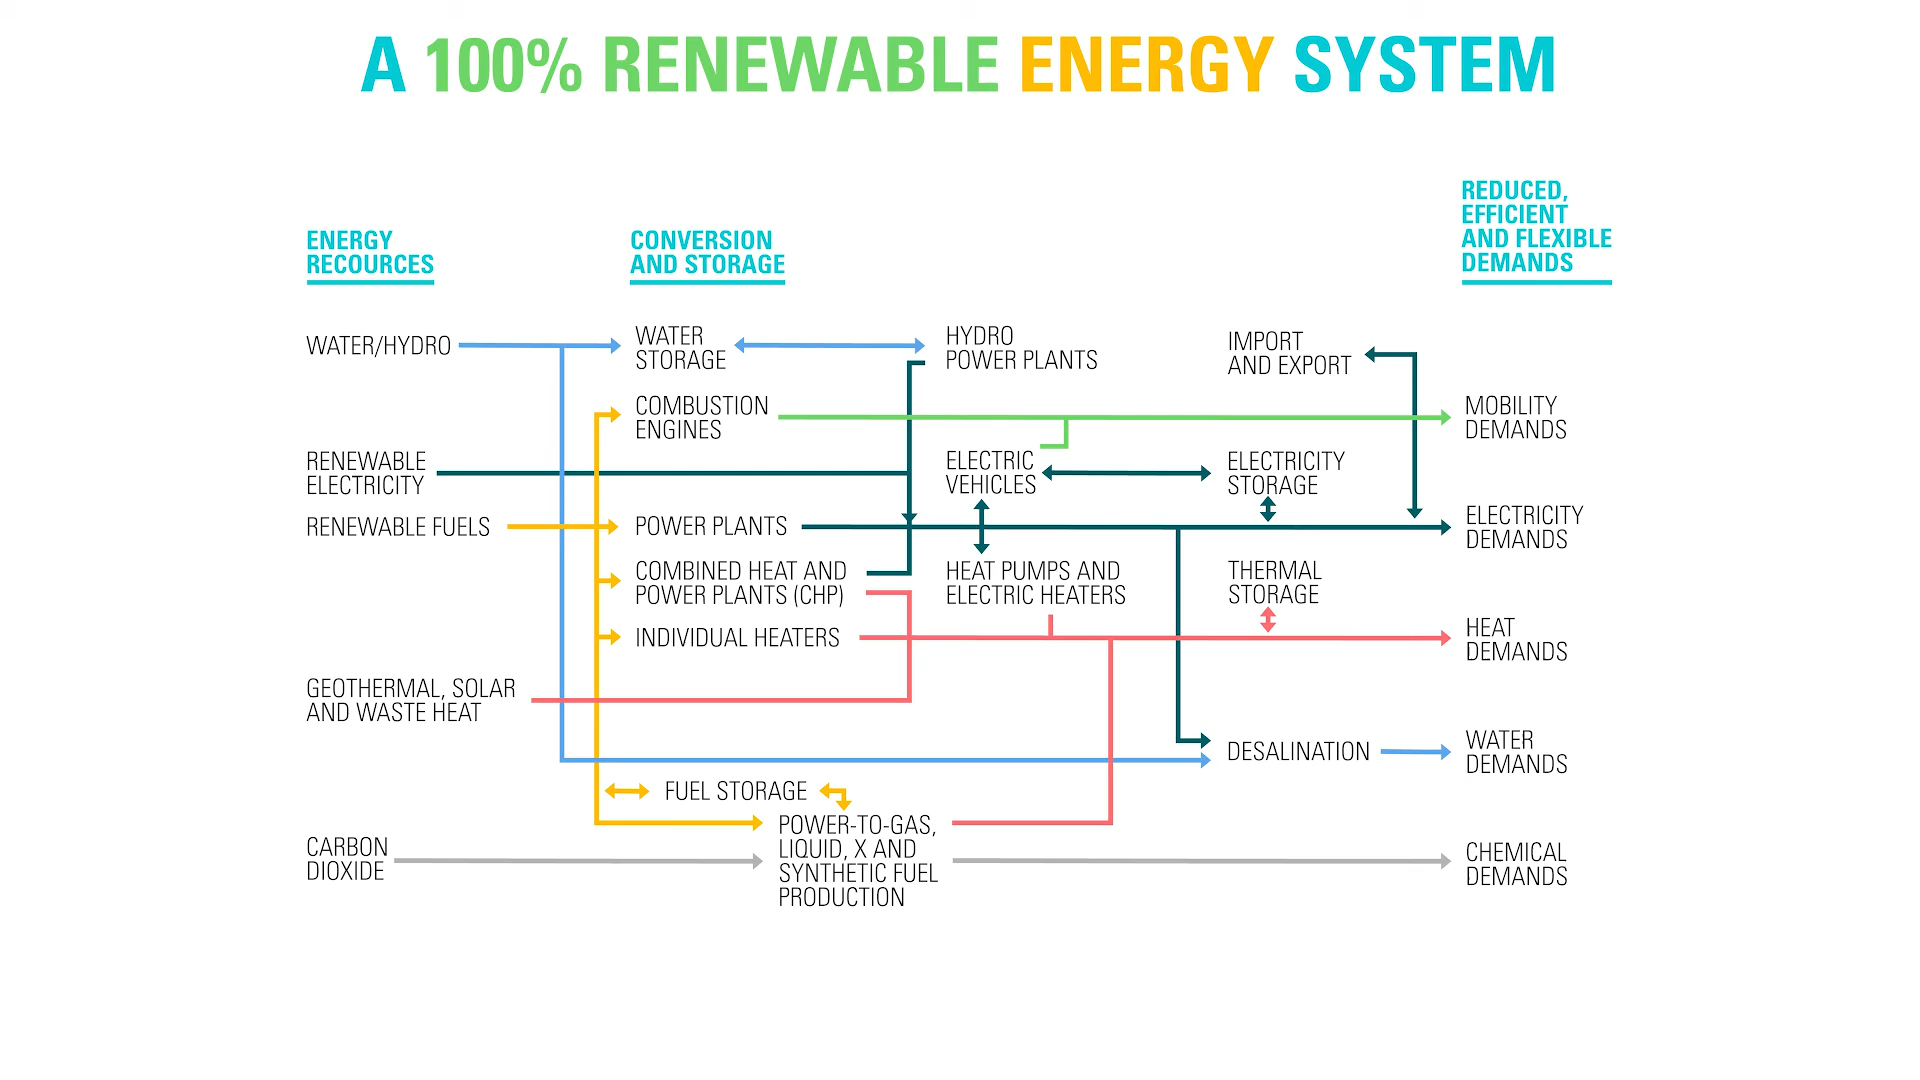 A 100% RENEWABLE ENERGY SYSTEM
ENERGY
RECOURCES
CONVERSION
AND STORAGE
REDUCED,
EFFICIENT
AND FLEXIBLE
DEMANDS
WATER/HYDRO
WATER
STORAGE
HYDRO
POWER PLANTS
IMPORT
AND EXPORT
COMBUSTION
ENGINES
MOBILITY
DEMANDS
RENEWABLE
ELECTRICITY
ELECTRIC
VEHICLES
ELECTRICITY
STORAGE
RENEWABLE FUELS
POWER PLANTS
ELECTRICITY
DEMANDS
COMBINED HEAT AND
POWER PLANTS (CHP)
HEAT PUMPS AND
ELECTRIC HEATERS
THERMAL
STORAGE
INDIVIDUAL HEATERS
HEAT
DEMANDS
GEOTHERMAL, SOLAR
AND WASTE HEAT
DESALINATION
WATER
DEMANDS
FUEL STORAGE
POWER-TO-GAS,
LIQUID, X AND
SYNTHETIC FUEL
PRODUCTION
CARBON
DIOXIDE
CHEMICAL
DEMANDS